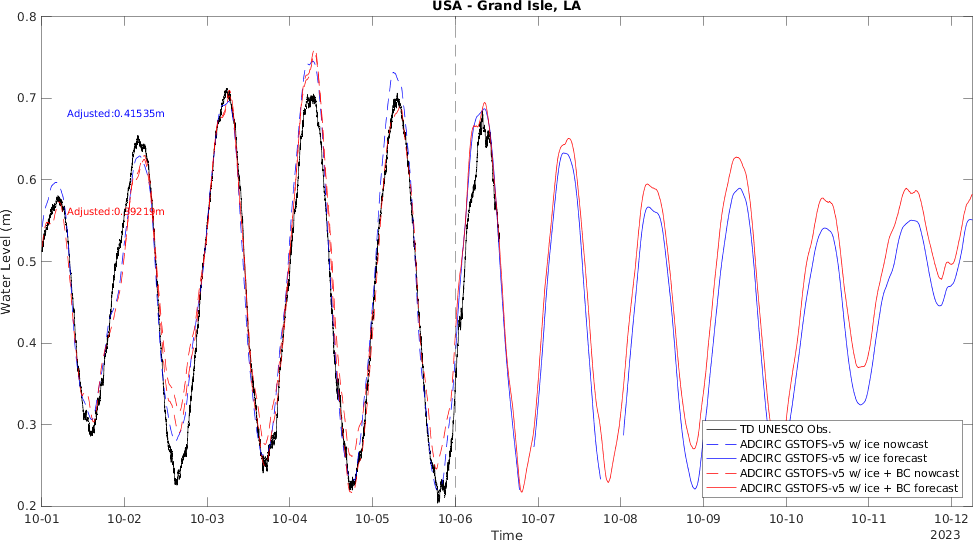 USA - Grand Isle, LA
0.8
0.7
0.6
0.5
0.4
0.3
0.2
Water Level (m)
Adjusted:0.41535m
TD UNESCO Obs.
ADCIRC GSTOFS-v5 w/ ice nowcast
ADCIRC GSTOFS-v5 w/ ice forecast
ADCIRC GSTOFS-v5 w/ ice + BC nowcast
ADCIRC GSTOFS-v5 w/ ice + BC forecast
10-01 10-02 10-03 10-04 10-05 10-06 10-07 10-08 10-09 10-10 10-11 10-12
Time
2023